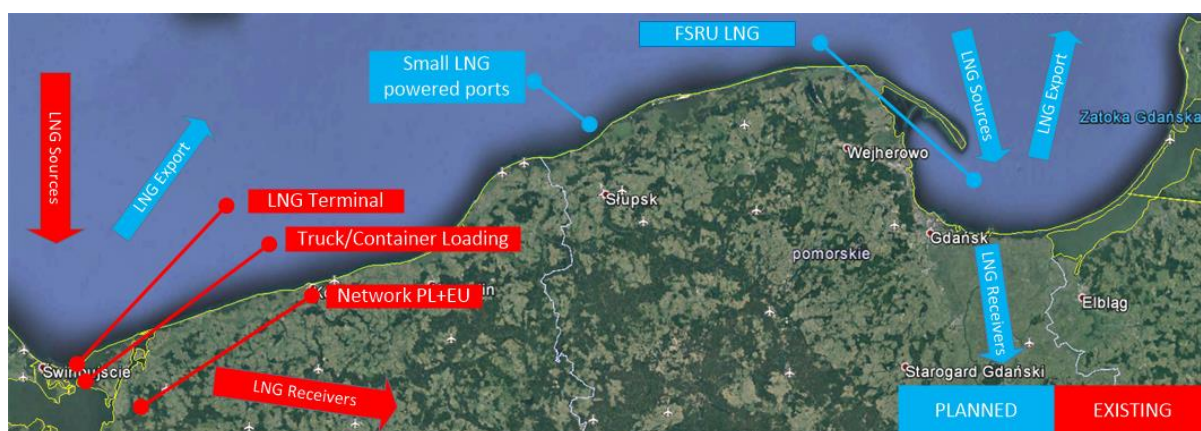 FSRU LNG
Small LNG
powered ports
LNG Sources
LNG Export
LNG Sources
LNG Export
Zatoka Gdańska
Wejherowo
LNG Terminal
Słupsk
Truck/Container Loading
Gdańsk
pomorskie
Network PL+EU
LNG Receivers
Elbląg
Świnoujście
LNG Receivers
Starogard Gdański
PLANNED
EXISTING